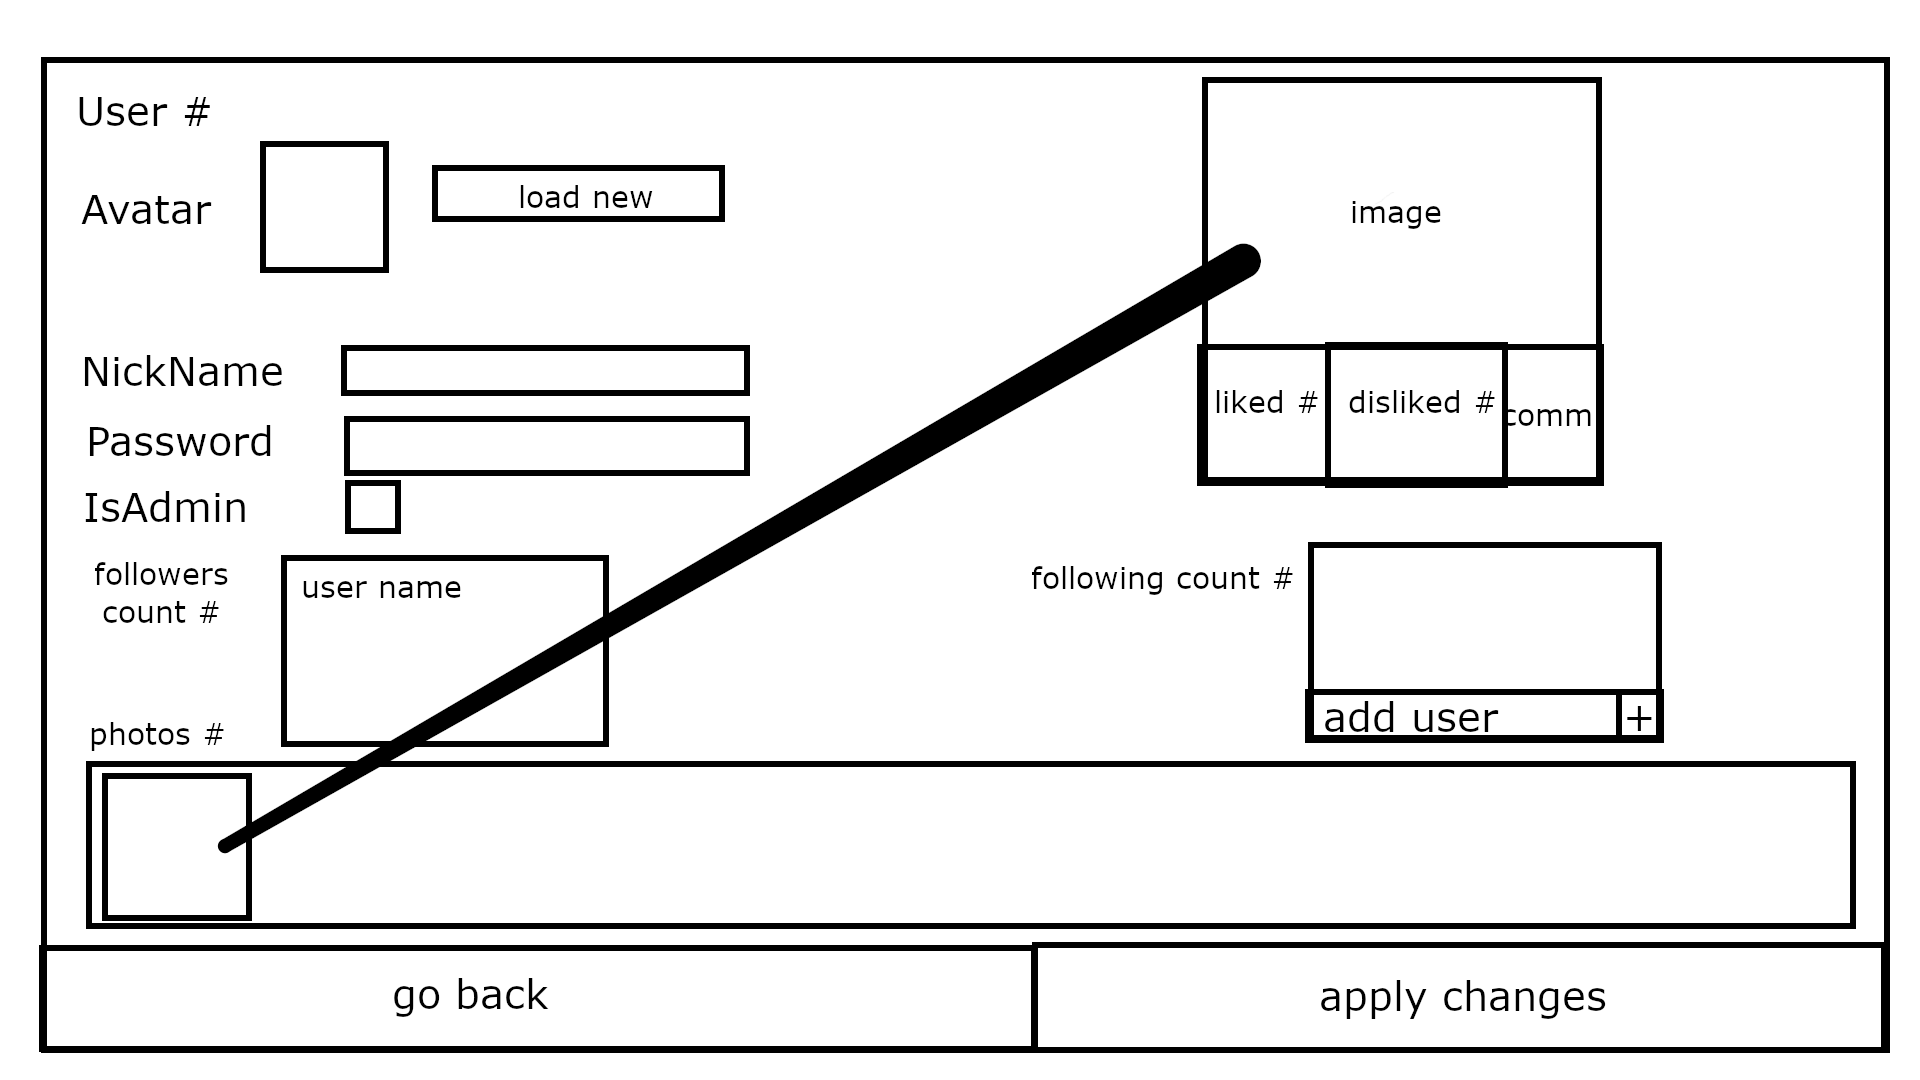 User #
Avatar
load new
image
NickName
liked #
disliked #
comm
Password
IsAdmin
followers
count #
user name
following count #
photos #
add user
+
go back
apply changes